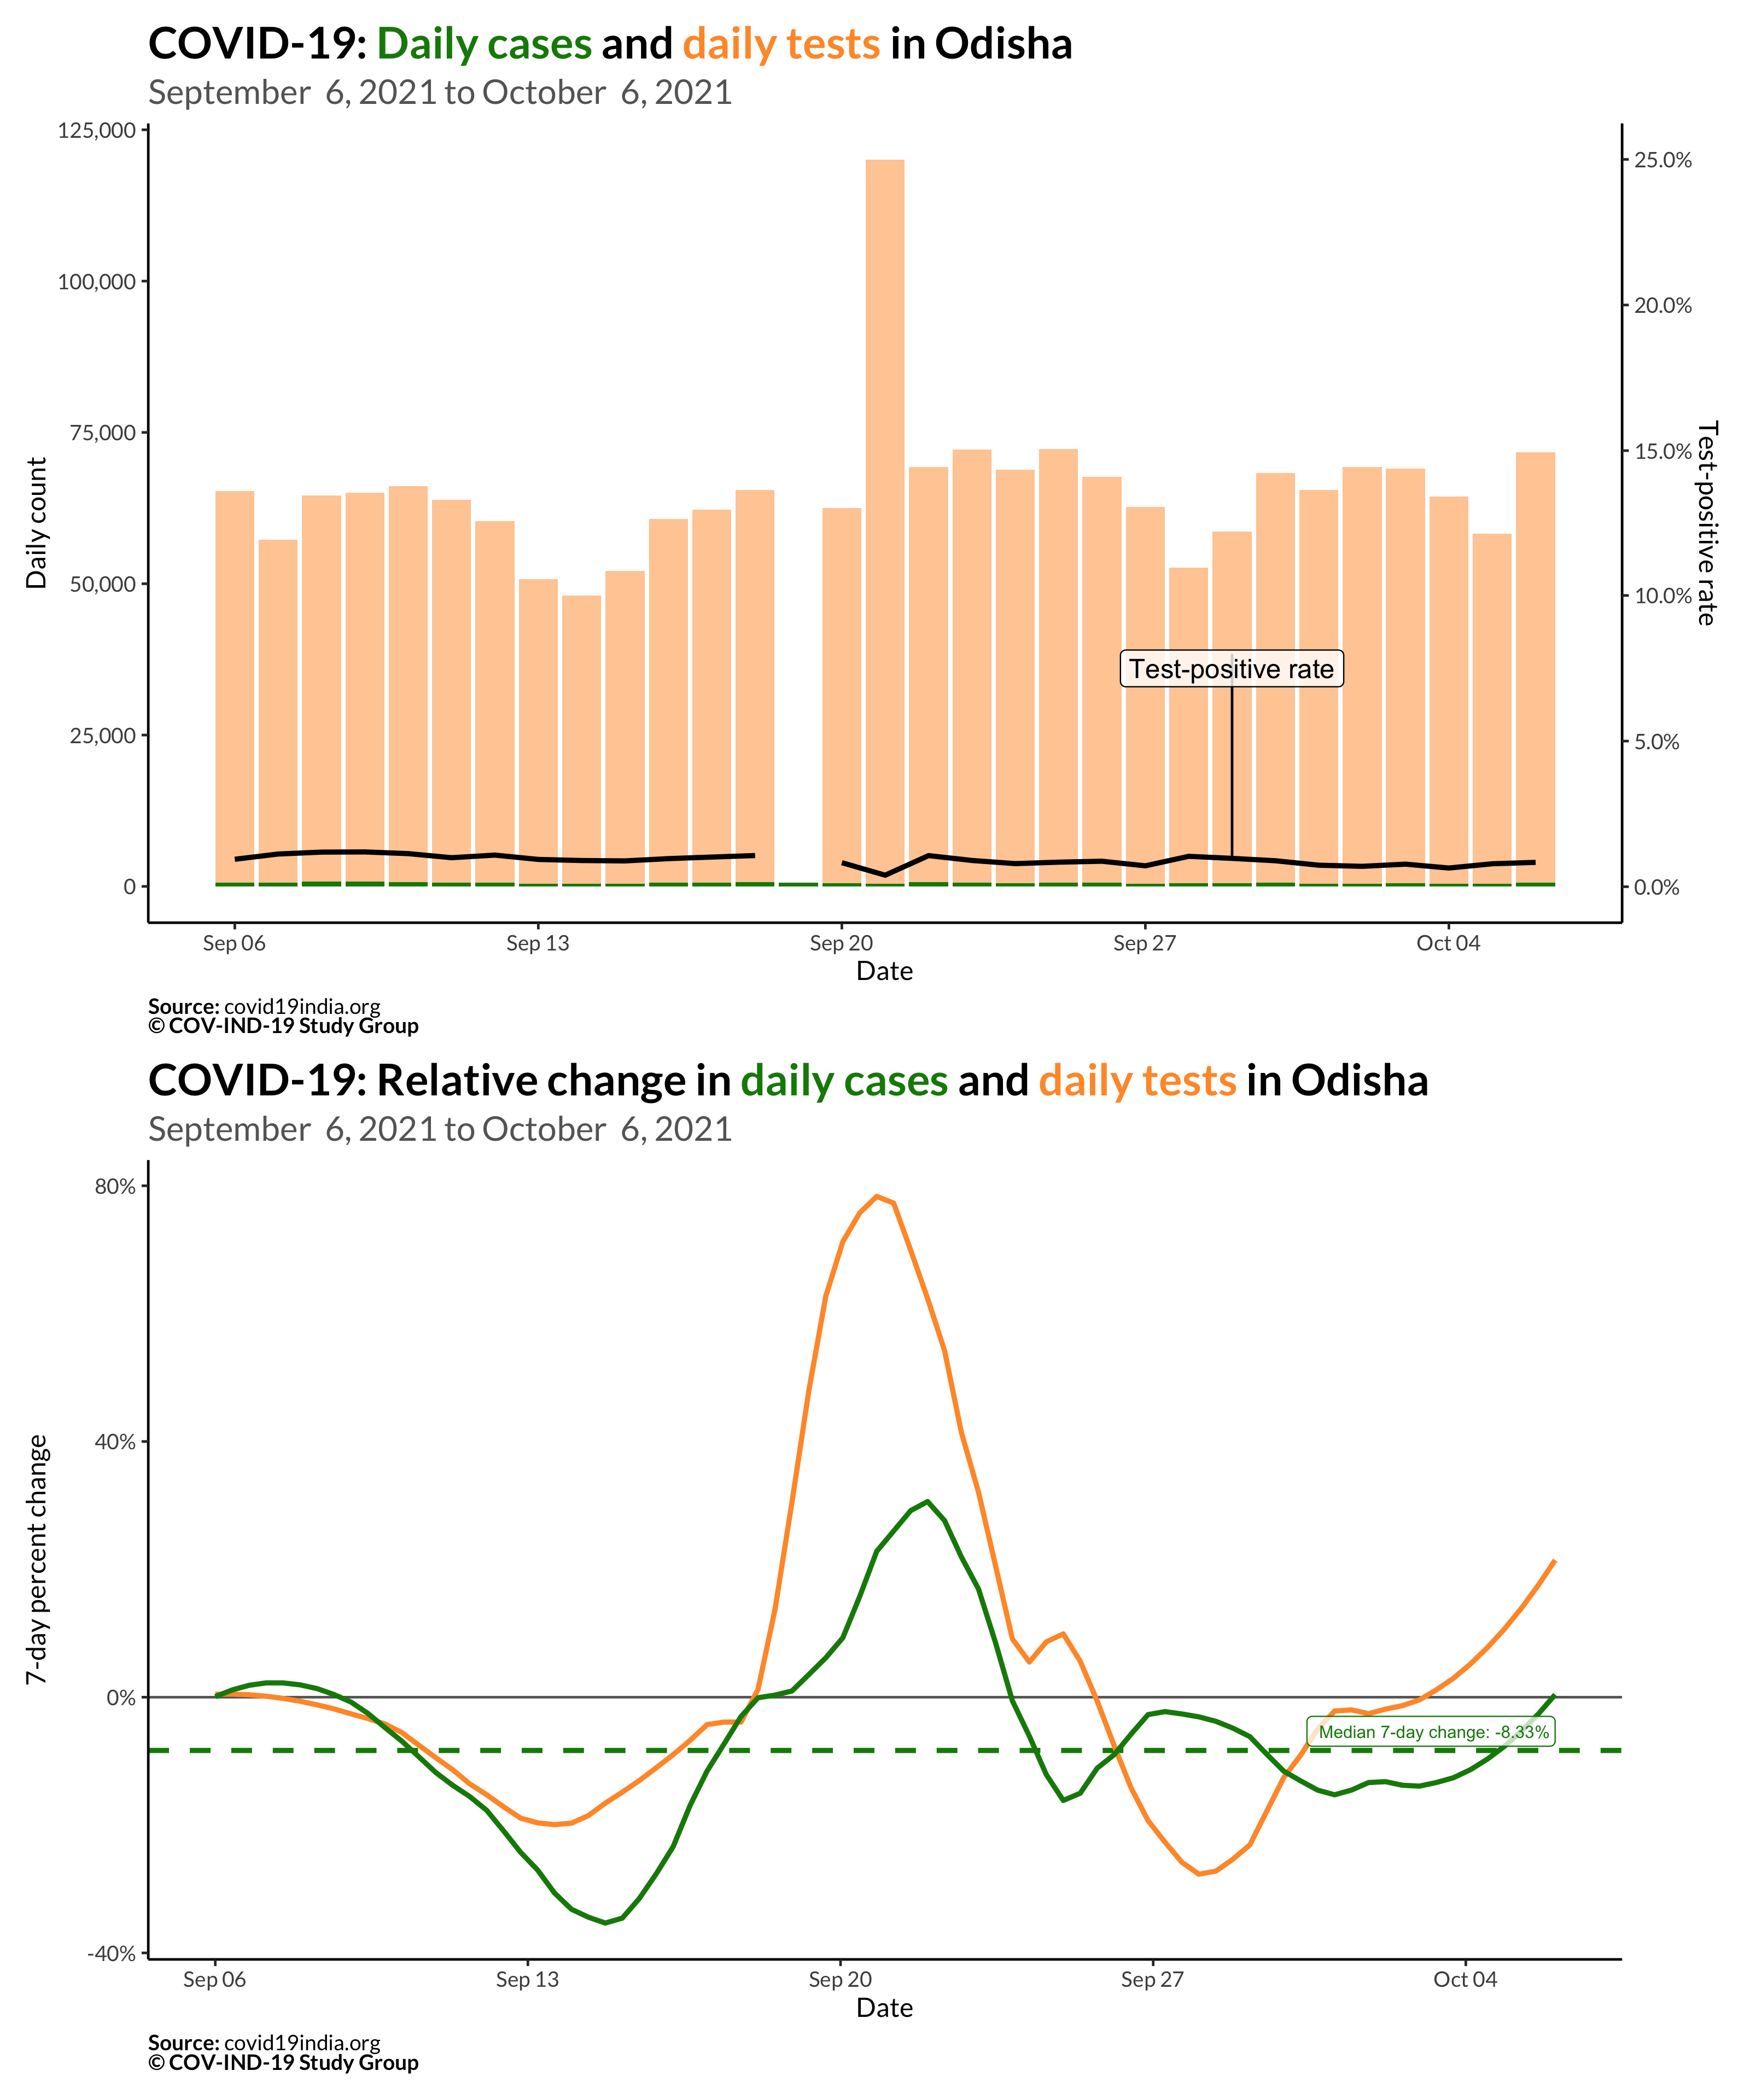 COVID-19: Daily cases and daily tests in Odisha
September 6, 2021 to October 6, 2021
125,000
100,000
75,000
50,000
25,000
0
Daily count
25.0%
20.0%
15.0%
10.0%
5.0%
0.0%
Test-positive rate
Test-positive rate
Sep 06
Sep 13
Sep 20
Sep 27
Oct 04
Date
Source: covid19india.org
© COV-IND-19 Study Group
COVID-19: Relative change in daily cases and daily tests in Odisha
September 6, 2021 to October 6, 2021
80%
40%
0%
-40%
7-day percent change
Median 7-day change: -8.33%
Sep 06
Sep 13
Sep 20
Sep 27
Oct 04
Date
Source: covid19india.org
© COV-IND-19 Study Group